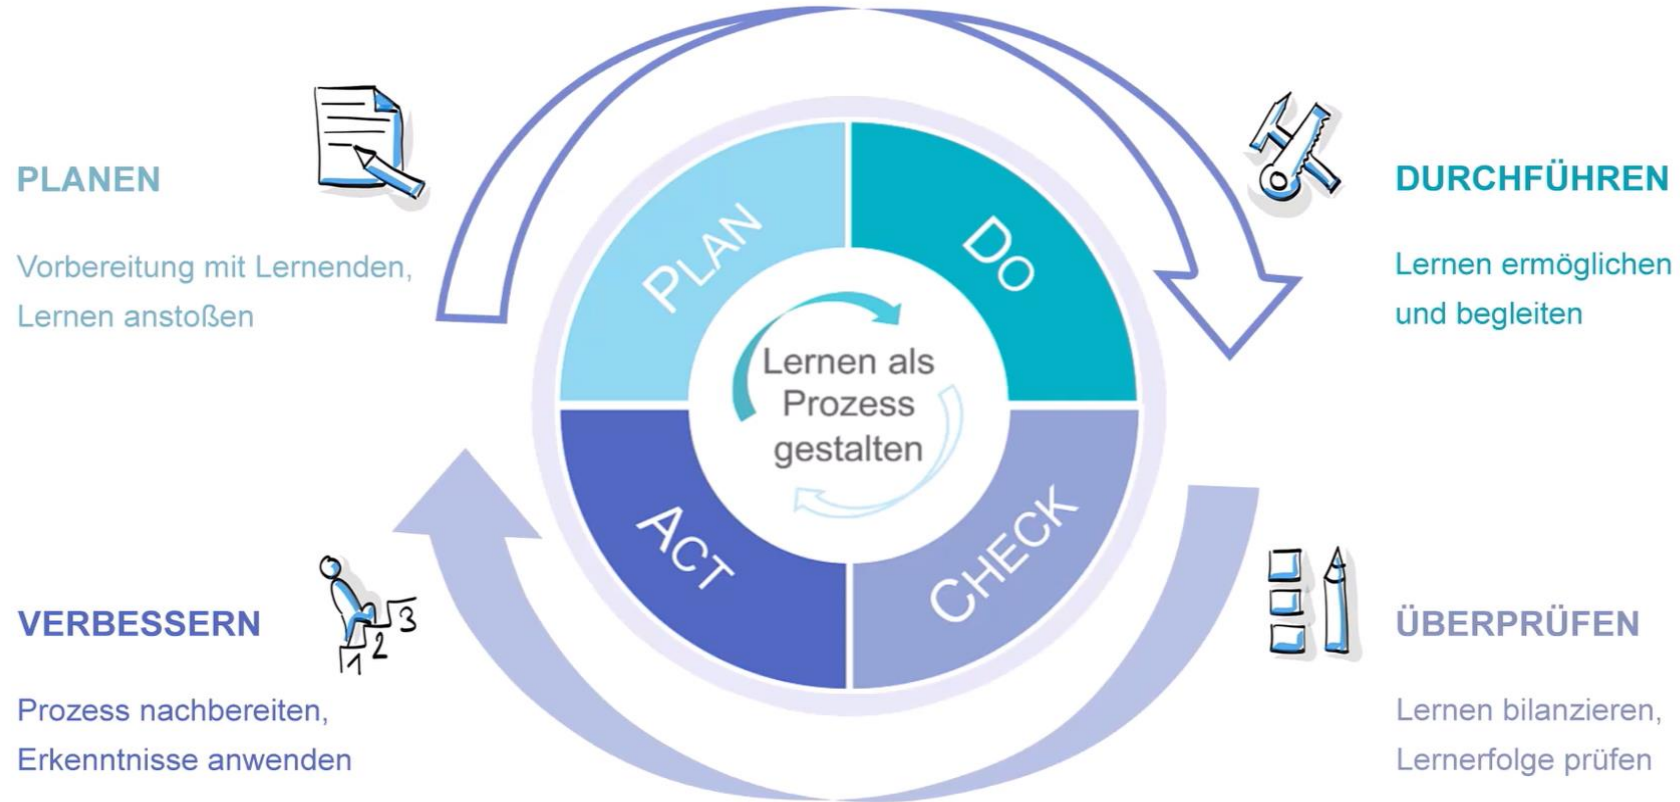 PLANEN
Vorbereitung mit Lernenden,
Lernen anstoßen
DURCHFÜHREN
Lernen ermöglichen
und begleiten
PLAN
DO
Lernen als
Prozess
gestalten
ACT
CHECK
VERBESSERN
1 2 3
Prozess nachbereiten,
Erkenntnisse anwenden
ÜBERPRÜFEN
Lernen bilanzieren,
Lernerfolge prüfen